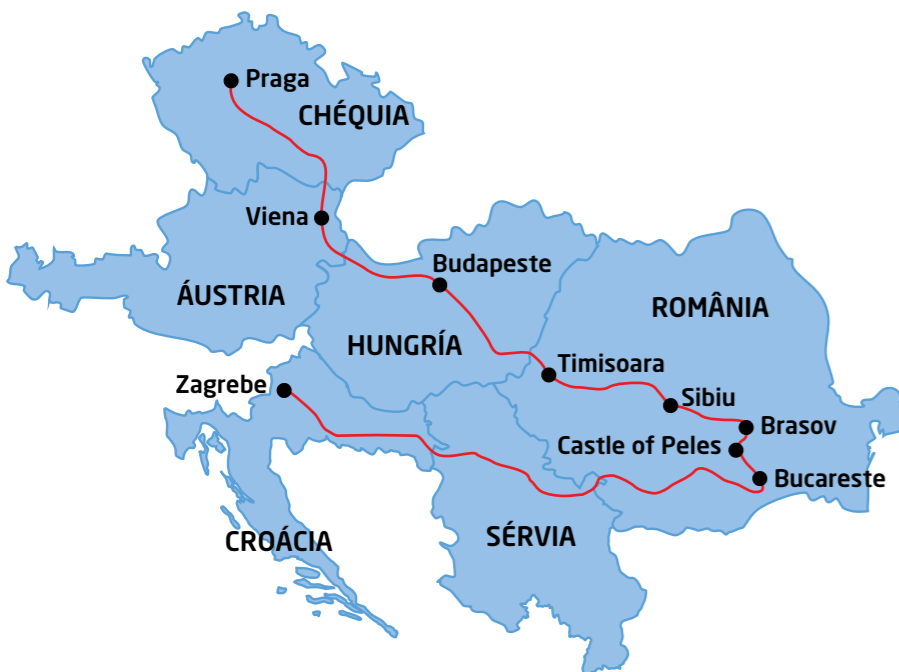 Praga
CHÉQUIA
Viena
Budapeste
ÁUSTRIA
ROMÂNIA
HUNGRÍA
Timisoara
Zagrebe
Sibiu
Brasov
Castle of Peles
Bucareste
CROÁCIA
SÉRVIA